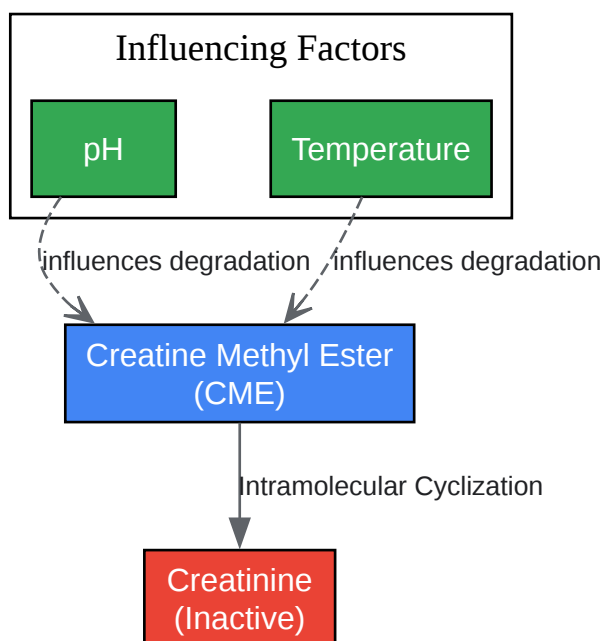 Influencing Factors
pH
Temperature
influences degradation
influences degradation
Creatine Methyl Ester
(CME)
Intramolecular Cyclization
Creatinine
(Inactive)